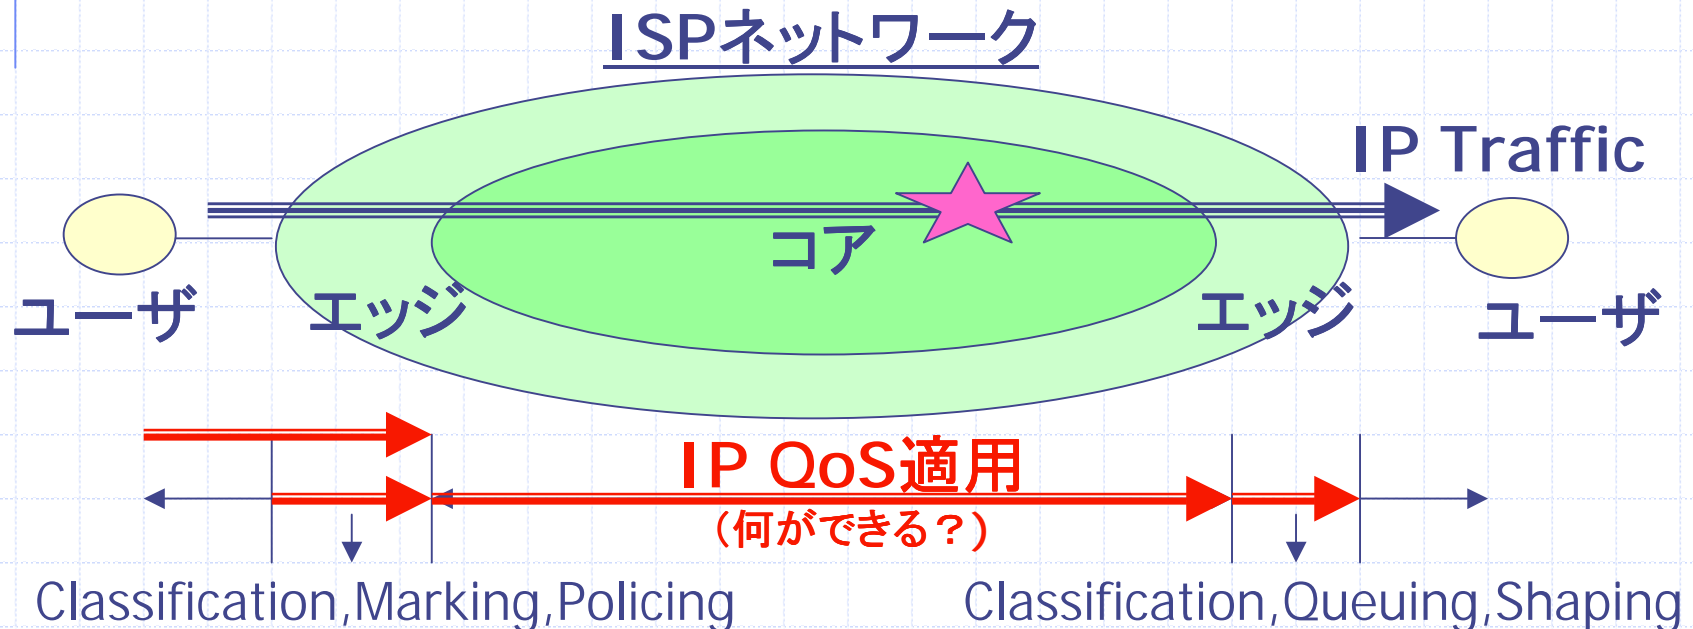 ISPネットワーク
IP Traffic
コア
ユーザ
エッジ
エッジ
ユーザ
IP QoS適用
(何ができる?)
Classification,Marking,Policing
Classification,Queuing,Shaping